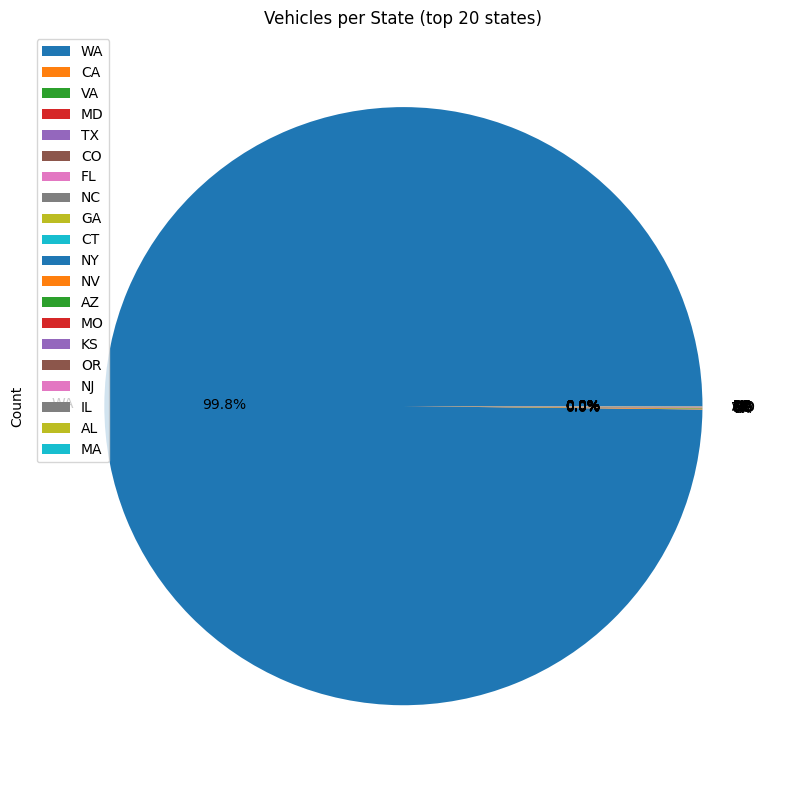 Vehicles per State (top 20 states)
WA
CA
VA
MD
TX
CO
FL
NC
GA
CT
NY
NV
AZ
MO
KS
OR
NJ
IL
AL
MA
Count
WA
99.8%
0.0%